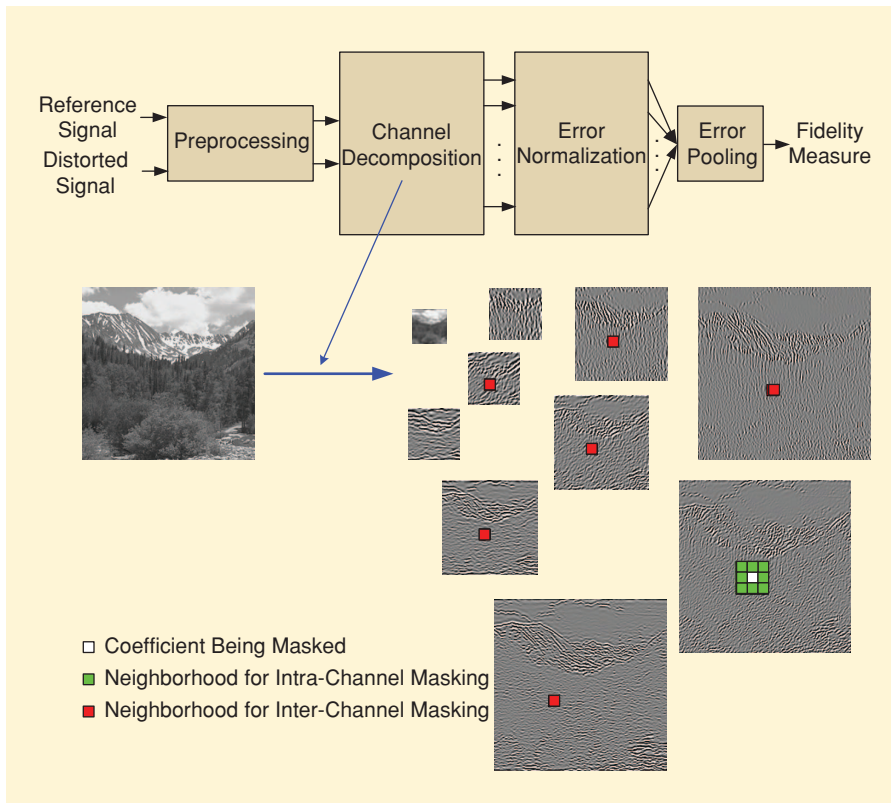 Reference
Signal
Distorted
Signal
Preprocessing
Channel
Decomposition
Error
Normalization
Error
Pooling
Fidelity
Measure
Coefficient Being Masked
Neighborhood for Intra-Channel Masking
Neighborhood for Inter-Channel Masking